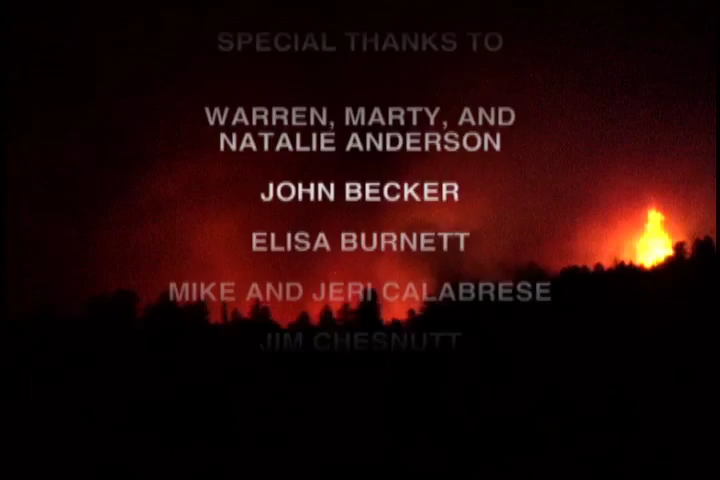 SPECIAL THANKS TO
WARREN, MARTY, AND
NATALIE ANDERSON
JOHN BECKER
ELISA BURNETT
MIKE AND JERI CALABRESE
JIM CHESNUTT